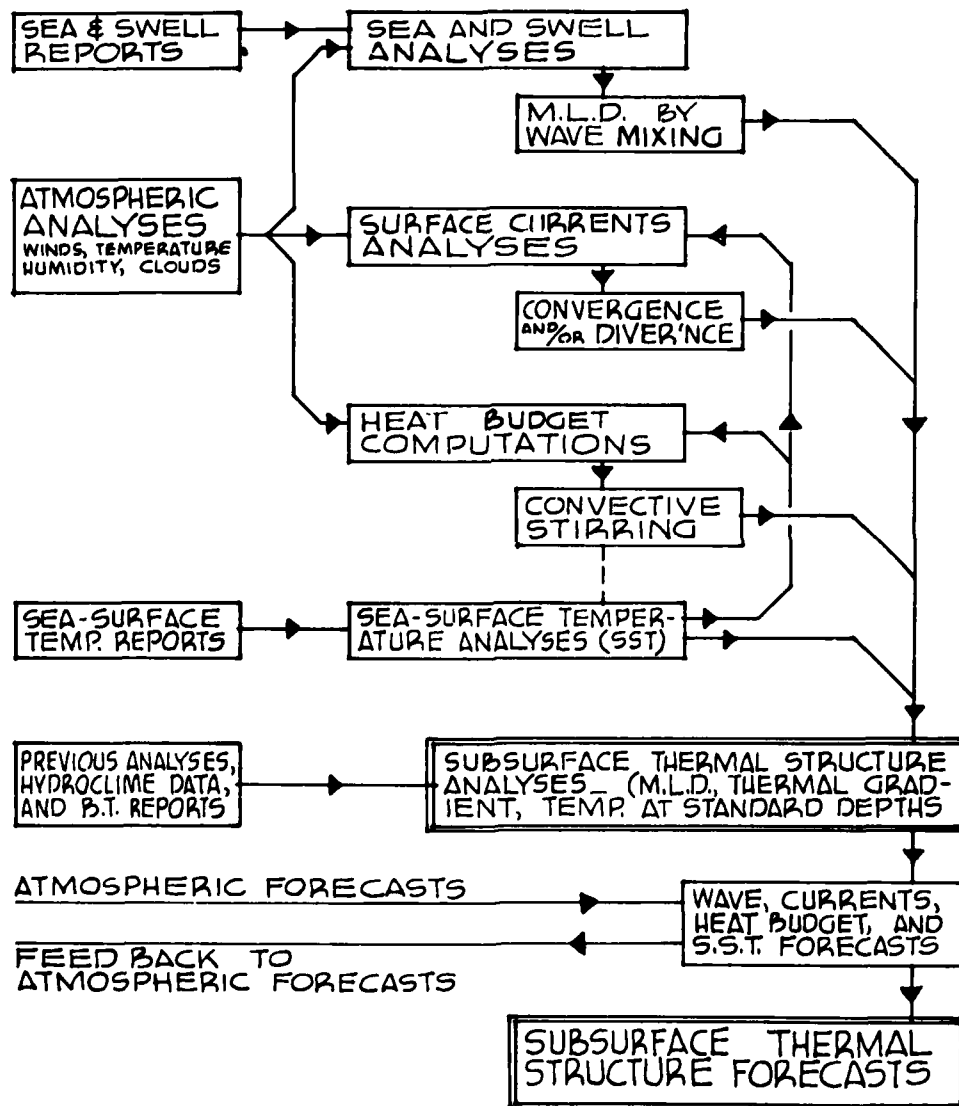 SEA & SWELL
REPORTS
SEA AND SWELL
ANALYSES
M.L.D. BY
WAVE MIXING
ATMOSPHERIC
ANALYSES
WINDS, TEMPERATURE
HUMIDITY, CLOUDS
SURFACE CURRENTS
ANALYSES
CONVERGENCE
AND/OR DIVER'NCE
HEAT BUDGET
COMPUTATIONS
CONVECTIVE
STIRRING
SEA-SURFACE
TEMP. REPORTS
SEA-SURFACE TEMPER-
ATURE ANALYSES (SST)
PREVIOUS ANALYSES,
HYDROCLIME DATA,
AND B.T. REPORTS
SUBSURFACE THERMAL STRUCTURE
ANALYSES_ (M.L.D., THERMAL GRAD-
IENT, TEMP. AT STANDARD DEPTHS
ATMOSPHERIC FORECASTS
WAVE, CURRENTS,
HEAT BUDGET, AND
S.S.T. FORECASTS
FEED BACK TO
ATMOSPHERIC FORECASTS
SUBSURFACE THERMAL
STRUCTURE FORECASTS